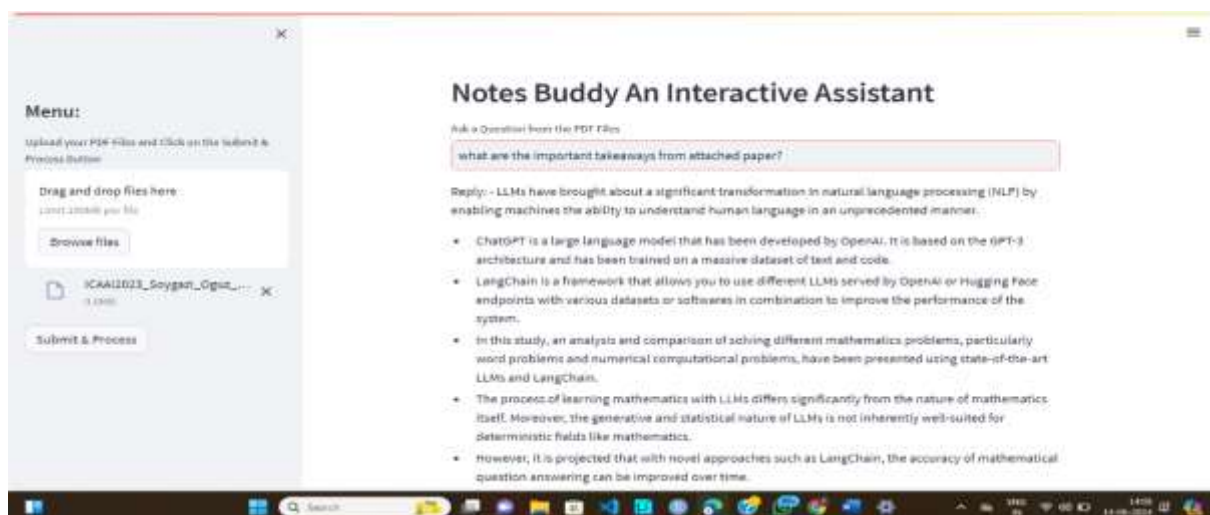 Menu:
Upload your PDF Files and Click on the Submit &
Process Button
Drag and drop files here
Limit 200MB per file
Browse files
ICAAI2023_Soygazi_Oguz_...
Submit & Process
Notes Buddy An Interactive Assistant
Ask a Question from the PDF Files
what are the important takeaways from attached paper?
Reply: - LLMs have brought about a significant transformation in natural language processing (NLP) by
enabling machines the ability to understand human language in an unprecedented manner.
• ChatGPT is a large language model that has been developed by OpenAI. It is based on the GPT-3
architecture and has been trained on a massive dataset of text and code.
• LangChain is a framework that allows you to use different LLMs served by OpenAI or Hugging Face
endpoints with various datasets or softwares in combination to improve the performance of the
system.
• In this study, an analysis and comparison of solving different mathematics problems, particularly
word problems and numerical computational problems, have been presented using state-of-the-art
LLMs and LangChain.
• The process of learning mathematics with LLMs differs significantly from the nature of mathematics
itself. Moreover, the generative and statistical nature of LLMs is not inherently well-suited for
deterministic fields like mathematics.
• However, it is projected that with novel approaches such as LangChain, the accuracy of mathematical
question answering can be improved over time.
Search